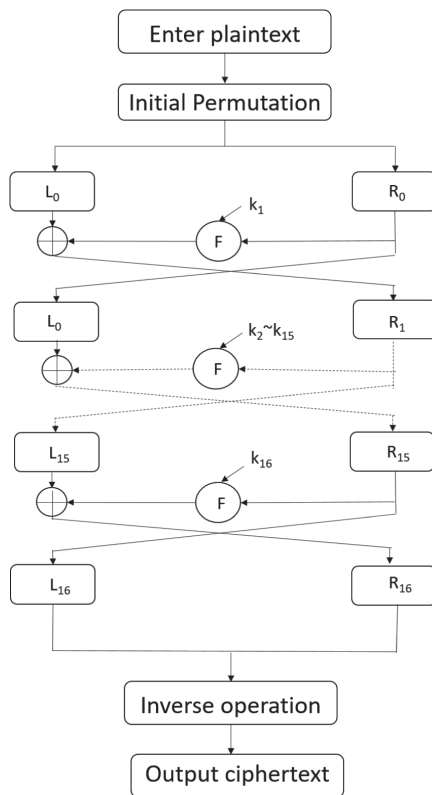 Enter plaintext
Initial Permutation
L₀ R₀
k₁
F
L₀ R₁
k₂~k₁₅
F
L₁₅ R₁₅
k₁₆
F
L₁₆ R₁₆
Inverse operation
Output ciphertext